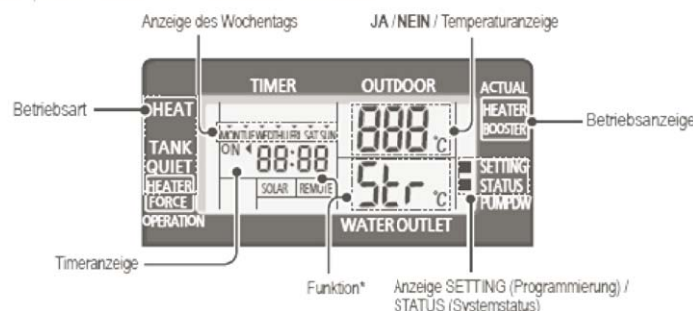 Anzeige des Wochentags
JA / NEIN / Temperaturanzeige
TIMER
OUTDOOR
ACTUAL
Betriebsart
HEAT
MON TUE WED THU FRI SAT SUN
888 °C
HEATER
BOOSTER
Betriebsanzeige
TANK
QUIET
HEATER
FORCE
OPERATION
ON
88:88
SOLAR
REMOTE
Str °C
SETTING
STATUS
PUMPDW
WATER OUTLET
Timeranzeige
Funktion*
Anzeige SETTING (Programmierung) /
STATUS (Systemstatus)